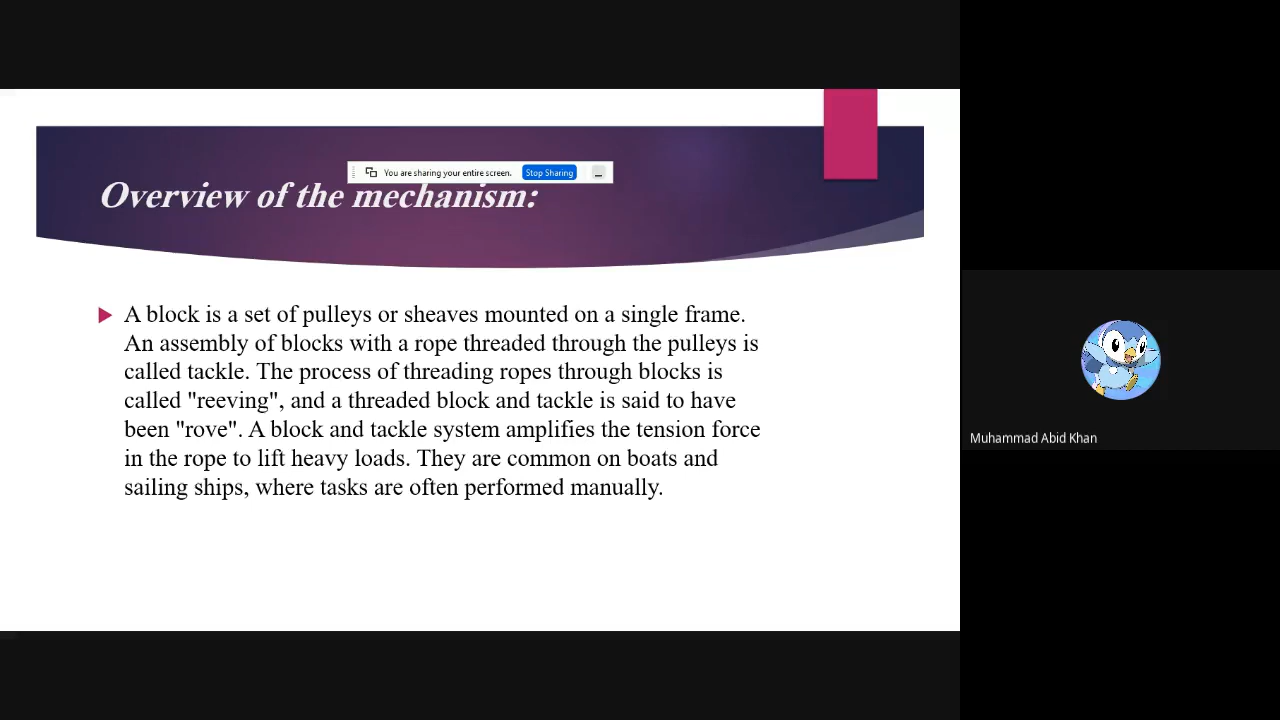 You are sharing your entire screen.
Stop Sharing
Overview of the mechanism:
A block is a set of pulleys or sheaves mounted on a single frame.
An assembly of blocks with a rope threaded through the pulleys is
called tackle. The process of threading ropes through blocks is
called "reeving", and a threaded block and tackle is said to have
been "rove". A block and tackle system amplifies the tension force
in the rope to lift heavy loads. They are common on boats and
sailing ships, where tasks are often performed manually.
Muhammad Abid Khan